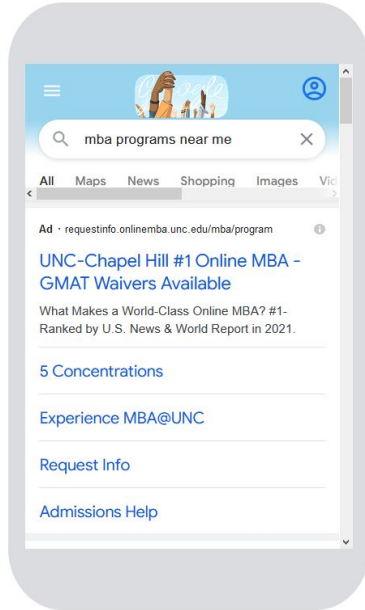 mba programs near me
All Maps News Shopping Images Vid
Ad · requestinfo.onlinemba.unc.edu/mba/program
UNC-Chapel Hill #1 Online MBA -
GMAT Waivers Available
What Makes a World-Class Online MBA? #1-
Ranked by U.S. News & World Report in 2021.
5 Concentrations
Experience MBA@UNC
Request Info
Admissions Help